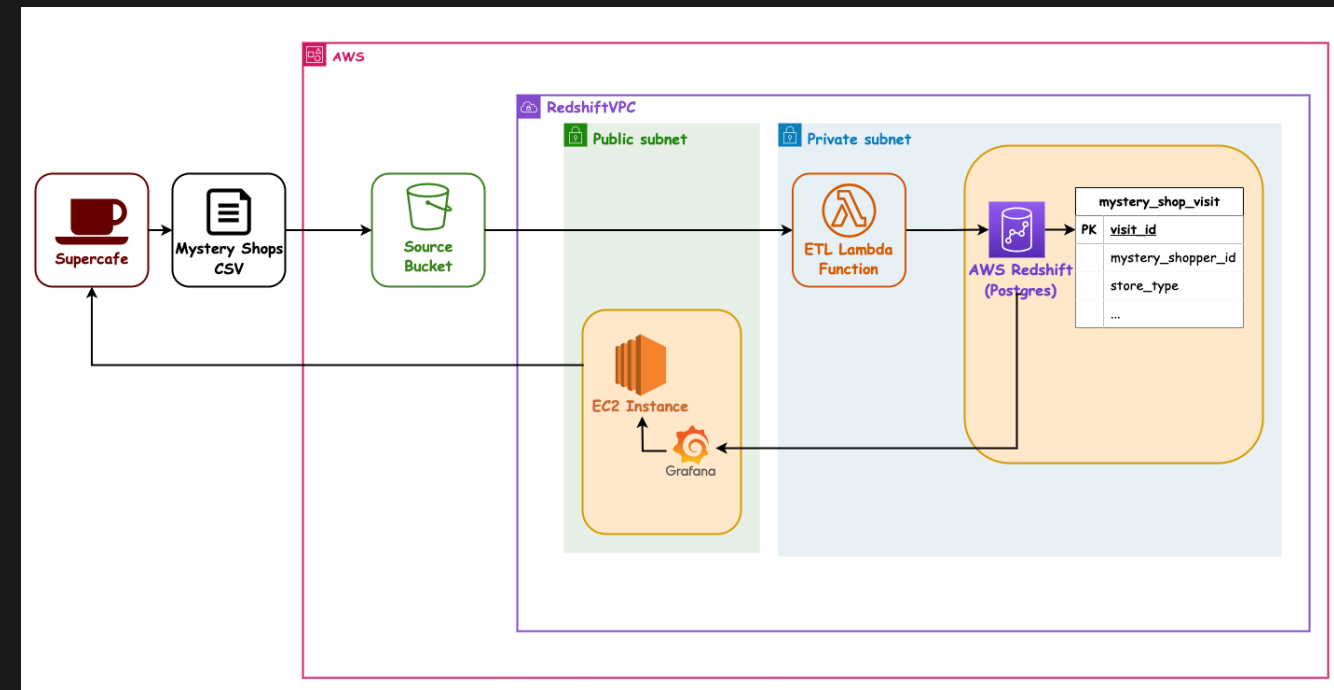 AWS
RedshiftVPC
Public subnet
Private subnet
Supercafe
Mystery Shops
CSV
Source
Bucket
ETL Lambda
Function
AWS Redshift
(Postgres)
mystery_shop_visit
PK visit_id
mystery_shopper_id
store_type
...
EC2 Instance
Grafana